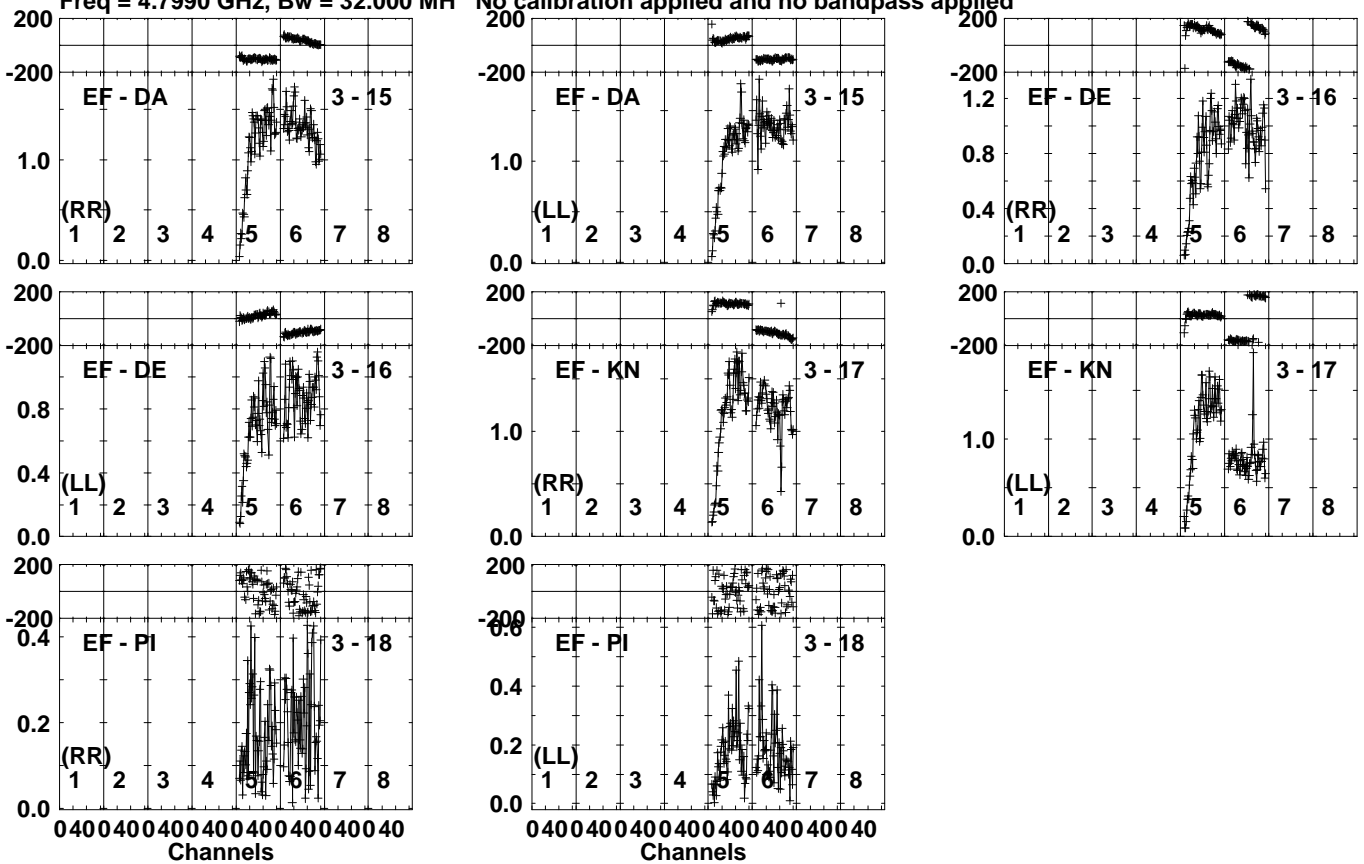 Freq = 4.7990 GHz, Bw = 32.000 MH No calibration applied and no bandpass applied
200
-200
EF - DA 3 - 15
1.0
(RR)
1 2 3 4 5 6 7 8
0.0
200
-200
EF - DA 3 - 15
1.0
(LL)
1 2 3 4 5 6 7 8
0.0
200
-200
EF - DE 3 - 16
1.2
0.8
0.4
(RR)
1 2 3 4 5 6 7 8
0.0
200
-200
EF - DE 3 - 16
0.8
0.4
(LL)
1 2 3 4 5 6 7 8
0.0
200
-200
EF - KN 3 - 17
1.0
(RR)
1 2 3 4 5 6 7 8
0.0
200
-200
EF - KN 3 - 17
1.0
(LL)
1 2 3 4 5 6 7 8
0.0
200
-200
EF - PI 3 - 18
0.4
0.2
(RR)
1 2 3 4 5 6 7 8
0.0
0 40 0 40 0 40 0 40 0 40 0 40 0 40 0 40
Channels
200
-200
0.6
EF - PI 3 - 18
0.4
0.2
(LL)
1 2 3 4 5 6 7 8
0.0
0 40 0 40 0 40 0 40 0 40 0 40 0 40 0 40
Channels